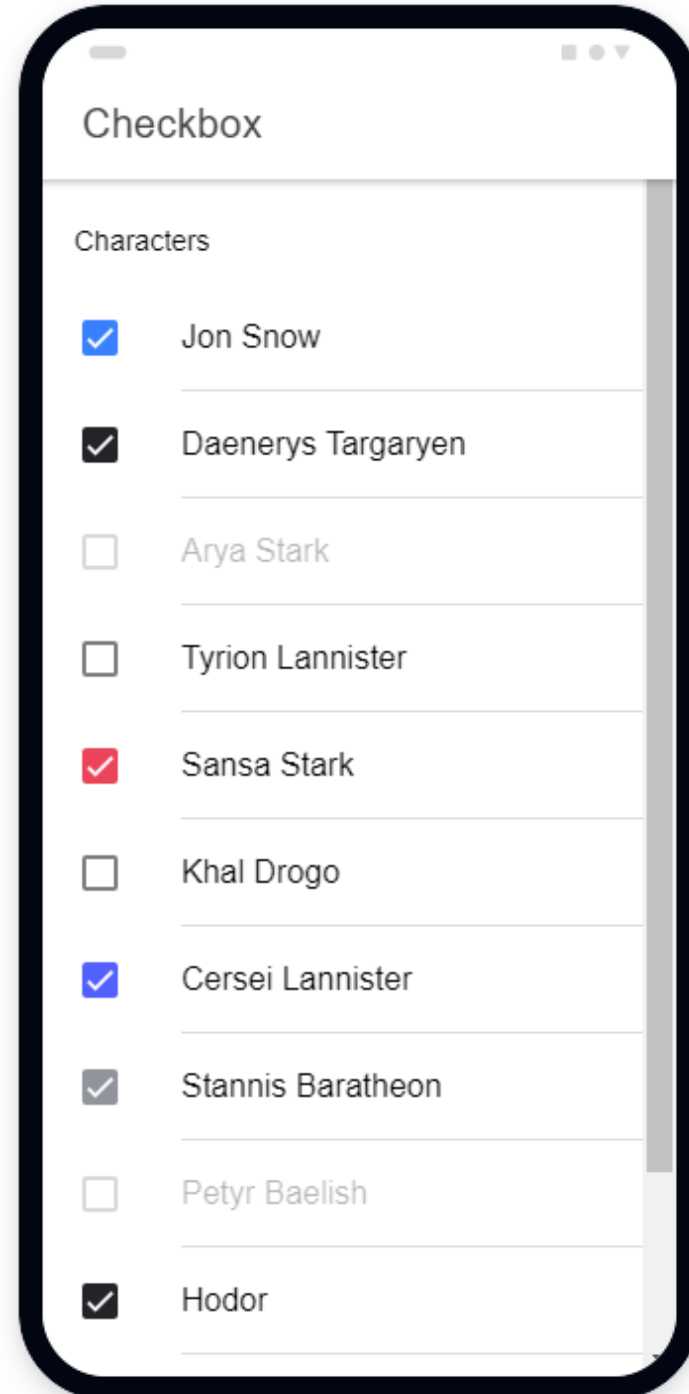 Checkbox
Characters
Jon Snow
Daenerys Targaryen
Arya Stark
Tyrion Lannister
Sansa Stark
Khal Drogo
Cersei Lannister
Stannis Baratheon
Petyr Baelish
Hodor